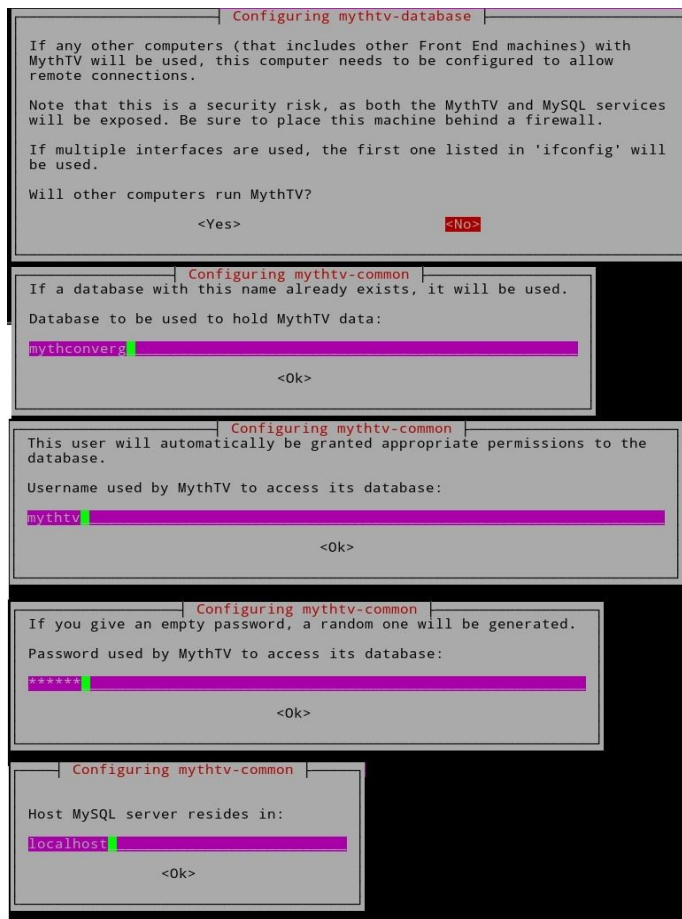 Configuring mythtv-database
If any other computers (that includes other Front End machines) with
MythTV will be used, this computer needs to be configured to allow
remote connections.
Note that this is a security risk, as both the MythTV and MySQL services
will be exposed. Be sure to place this machine behind a firewall.
If multiple interfaces are used, the first one listed in 'ifconfig' will
be used.
Will other computers run MythTV?
<Yes> <No>
Configuring mythtv-common
If a database with this name already exists, it will be used.
Database to be used to hold MythTV data:
mythconverg
<Ok>
Configuring mythtv-common
This user will automatically be granted appropriate permissions to the
database.
Username used by MythTV to access its database:
mythtv
<Ok>
Configuring mythtv-common
If you give an empty password, a random one will be generated.
Password used by MythTV to access its database:
******
<Ok>
Configuring mythtv-common
Host MySQL server resides in:
localhost
<Ok>